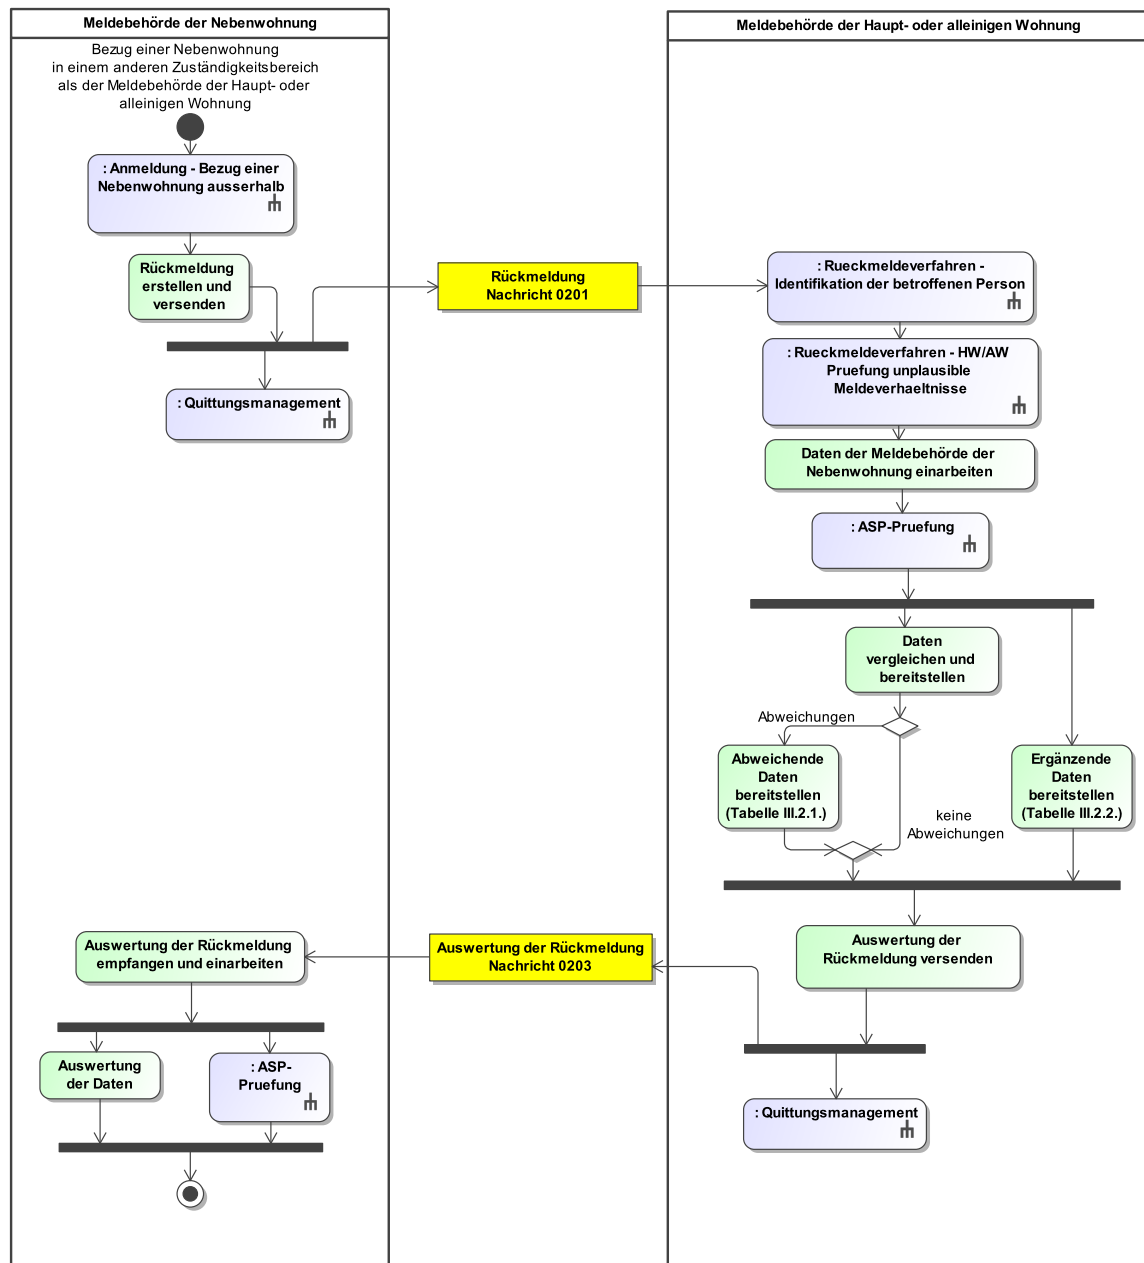 Meldebehörde der Nebenwohnung
Bezug einer Nebenwohnung
in einem anderen Zuständigkeitsbereich
als der Meldebehörde der Haupt- oder
alleinigen Wohnung
: Anmeldung - Bezug einer
Nebenwohnung ausserhalb
Rückmeldung
erstellen und
versenden
: Quittungsmanagement
Rückmeldung
Nachricht 0201
Meldebehörde der Haupt- oder alleinigen Wohnung
: Rueckmeldeverfahren -
Identifikation der betroffenen Person
: Rueckmeldeverfahren - HW/AW
Pruefung unplausible
Meldeverhaeltnisse
Daten der Meldebehörde der
Nebenwohnung einarbeiten
: ASP-Pruefung
Daten
vergleichen und
bereitstellen
Abweichungen
Abweichende
Daten
bereitstellen
(Tabelle III.2.1.)
keine
Abweichungen
Ergänzende
Daten
bereitstellen
(Tabelle III.2.2.)
Auswertung der
Rückmeldung versenden
: Quittungsmanagement
Auswertung der Rückmeldung
Nachricht 0203
Auswertung der Rückmeldung
empfangen und einarbeiten
Auswertung
der Daten
: ASP-
Pruefung